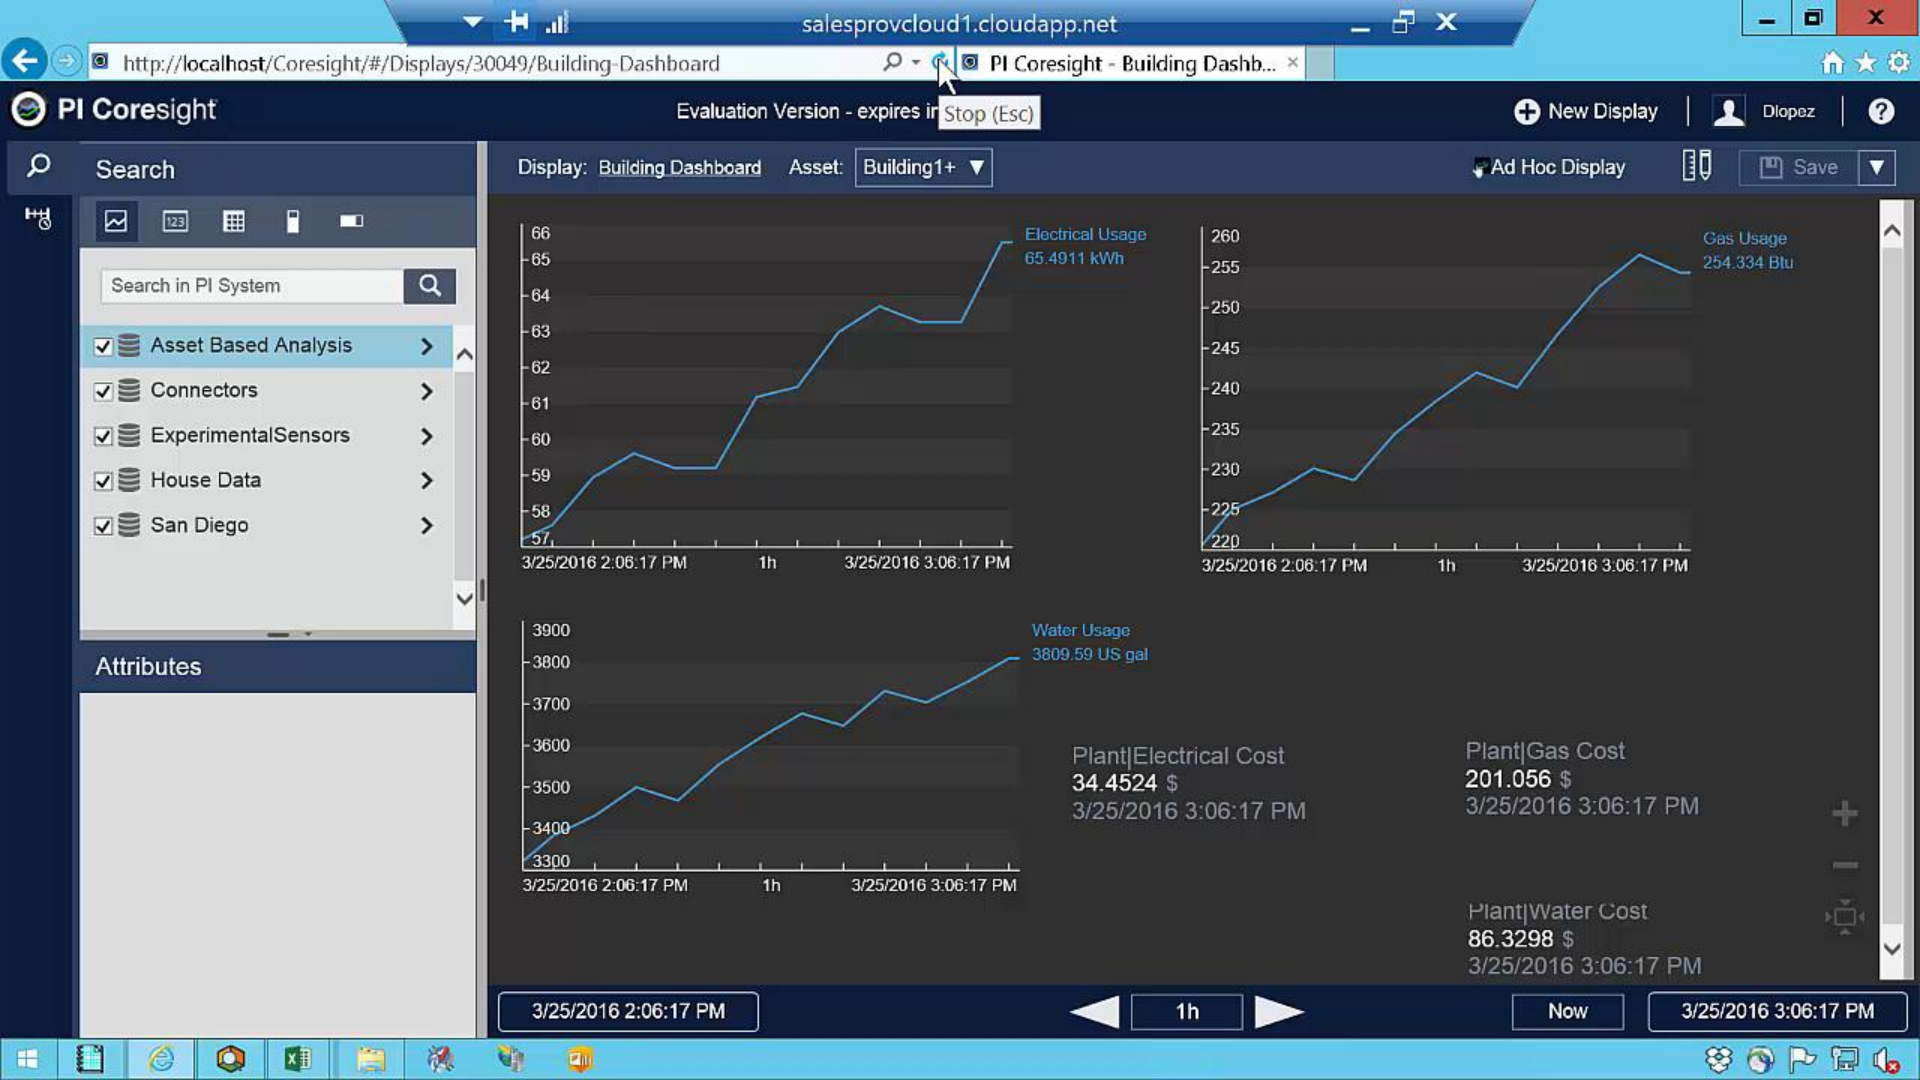 salesprovcloud1.cloudapp.net
http://localhost/Coresight/#/Displays/30049/Building-Dashboard
PI Coresight - Building Dashb...
PI Coresight
Evaluation Version - expires in
Stop (Esc)
New Display
Dlopez
Search
Display: Building Dashboard
Asset: Building1+
Ad Hoc Display
Save
123
Search in PI System
Asset Based Analysis
Connectors
ExperimentalSensors
House Data
San Diego
Attributes
66
65
64
63
62
61
60
59
58
57
3/25/2016 2:06:17 PM
1h
3/25/2016 3:06:17 PM
Electrical Usage
65.4911 kWh
260
255
250
245
240
235
230
225
220
3/25/2016 2:06:17 PM
1h
3/25/2016 3:06:17 PM
Gas Usage
254.334 Btu
3900
3800
3700
3600
3500
3400
3300
3/25/2016 2:06:17 PM
1h
3/25/2016 3:06:17 PM
Water Usage
3809.59 US gal
Plant|Electrical Cost
34.4524 $
3/25/2016 3:06:17 PM
Plant|Gas Cost
201.056 $
3/25/2016 3:06:17 PM
Plant|Water Cost
86.3298 $
3/25/2016 3:06:17 PM
3/25/2016 2:06:17 PM
1h
Now
3/25/2016 3:06:17 PM